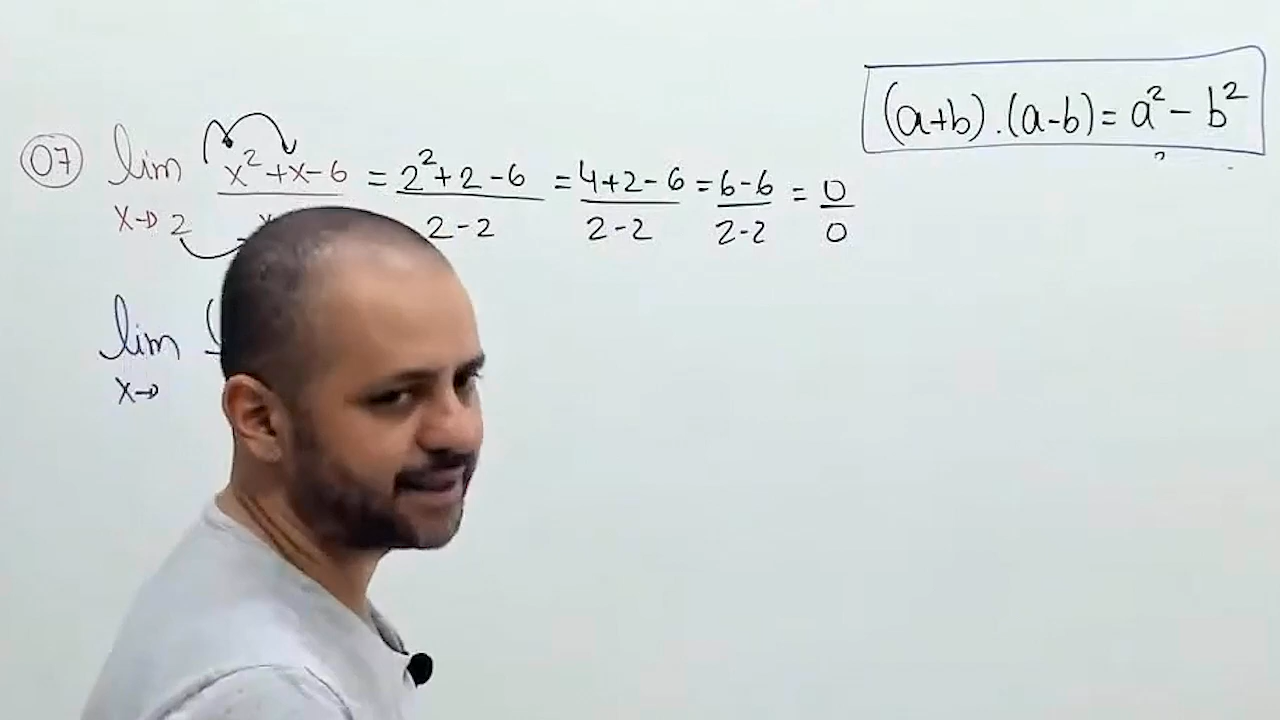 (a+b).(a-b)= a² - b²
07 lim x²+x-6 = 2²+2-6 = 4+2-6 = 6-6 = 0
x→2 x 2-2 2-2 2-2 0
lim (
x→